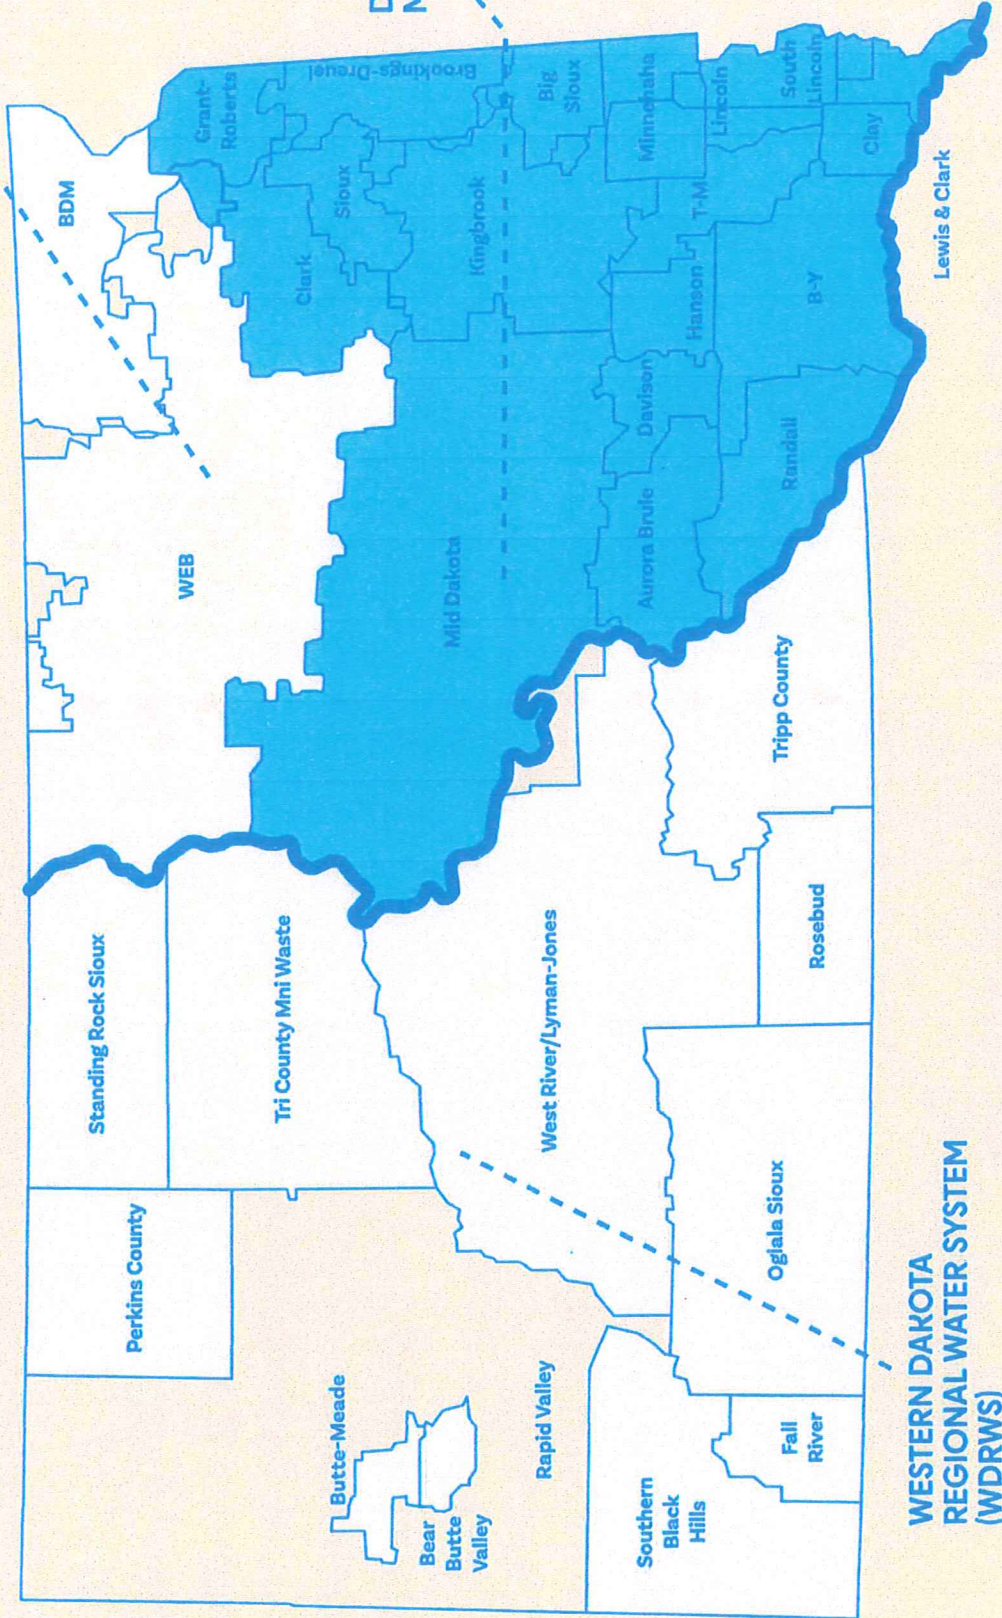 BDM
WEB
Standing Rock Sioux
Perkins County
Tri County Mni Waste
Butte-Meade
Bear
Butte
Valley
Rapid Valley
Southern
Black
Hills
Fall
River
Oglala Sioux
West River/Lyman-Jones
Rosebud
Tripp County
Mid Dakota
Grant-
Roberts
Brookings-Dreuel
Clark
Sioux
Kingbrook
Big
Sioux
Minnehaha
Lincoln
South
Lincoln
Clay
T-M
Hanson
Davison
Aurora Brule
B-Y
Randall
Lewis & Clark
WESTERN DAKOTA
REGIONAL WATER SYSTEM
(WDRWS)